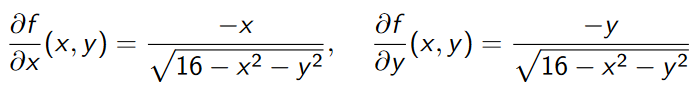 ∂f/∂x (x, y) = −x / √(16 − x² − y²),   ∂f/∂y (x, y) = −y / √(16 − x² − y²)